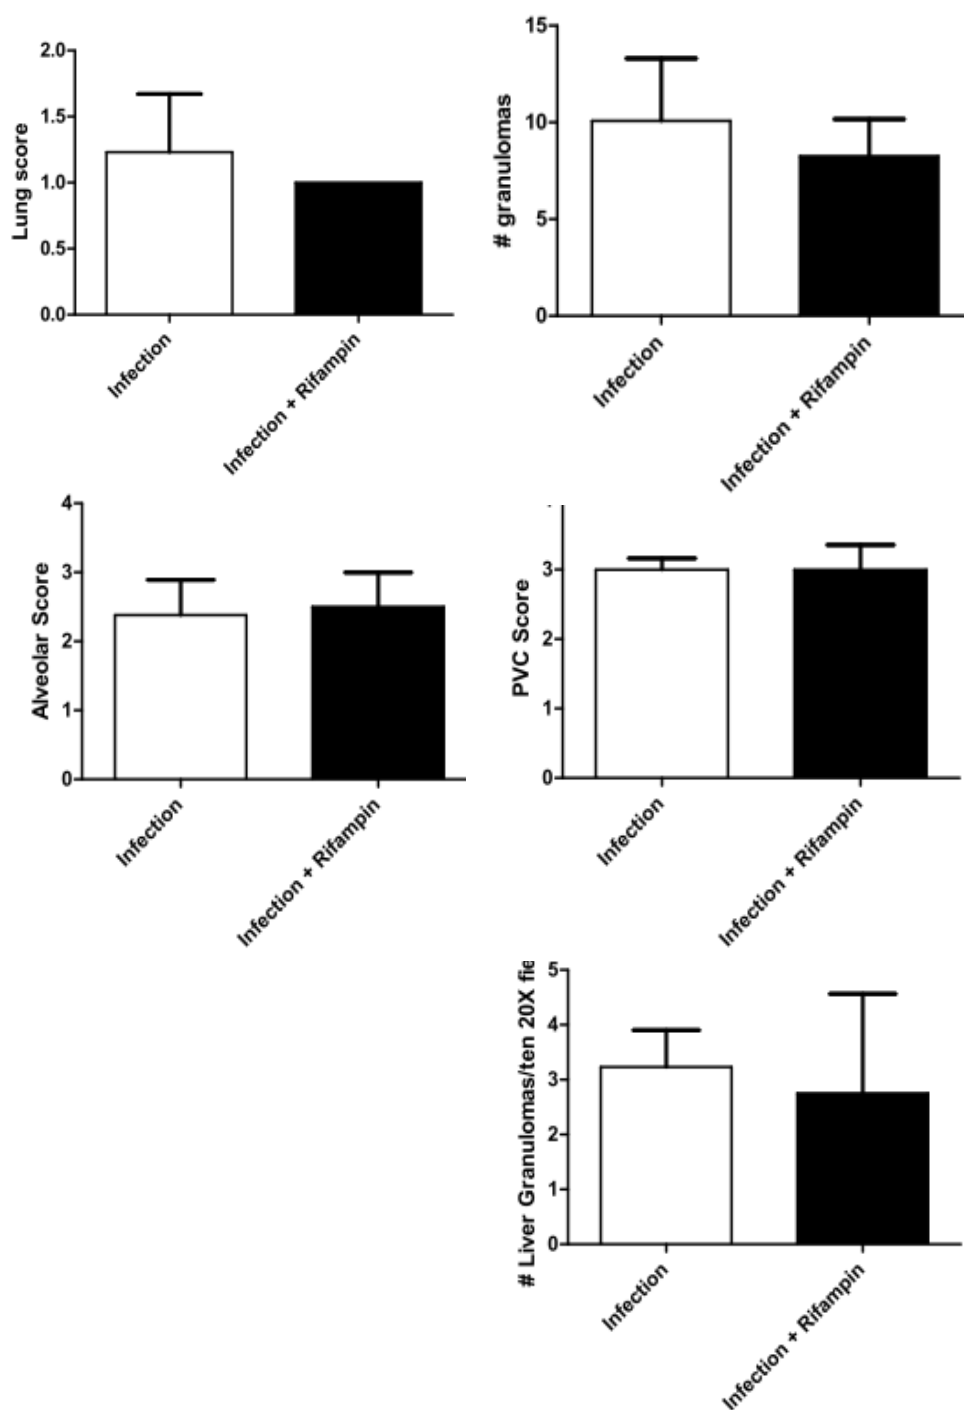 Lung score
2.0
1.5
1.0
0.5
0.0
Infection
Infection + Rifampin
# granulomas
15
10
5
0
Infection
Infection + Rifampin
Alveolar Score
4
3
2
1
0
Infection
Infection + Rifampin
PVC Score
3
2
1
0
Infection
Infection + Rifampin
# Liver Granulomas/ten 20X fie
5
4
3
2
1
0
Infection
Infection + Rifampin